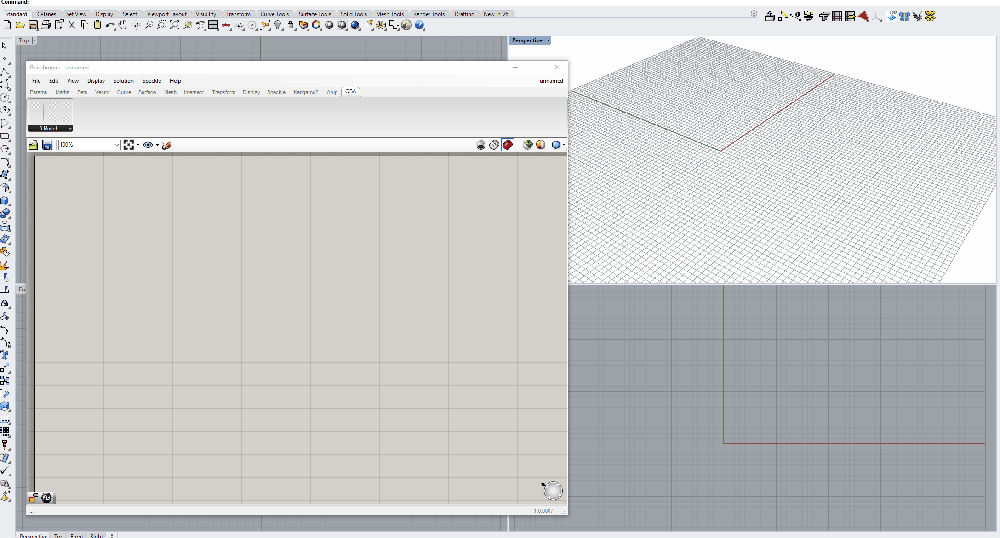 Command:
Standard CPlanes Set View Display Select Viewport Layout Visibility Transform Curve Tools Surface Tools Solid Tools Mesh Tools Render Tools Drafting New in V6
SSD
Top
Perspective
Grasshopper - unnamed
File Edit View Display Solution Speckle Help unnamed
Params Maths Sets Vector Curve Surface Mesh Intersect Transform Display Speckle Kangaroo2 Arup GSA
0.Model +
100%
Fro
XZ
... 1.0.0007
Perspective Top Front Right